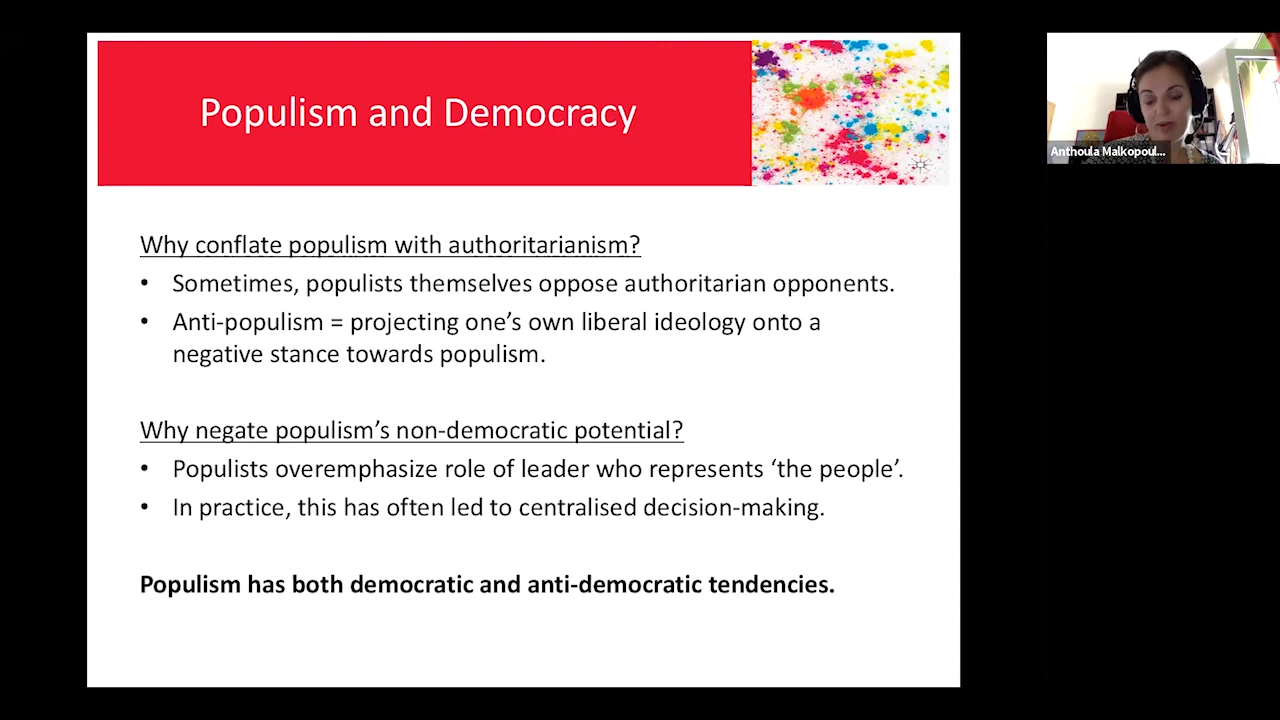 Populism and Democracy
Anthoula Malkopoul...
Why conflate populism with authoritarianism?
• Sometimes, populists themselves oppose authoritarian opponents.
• Anti-populism = projecting one’s own liberal ideology onto a
negative stance towards populism.
Why negate populism’s non-democratic potential?
• Populists overemphasize role of leader who represents ‘the people’.
• In practice, this has often led to centralised decision-making.
Populism has both democratic and anti-democratic tendencies.